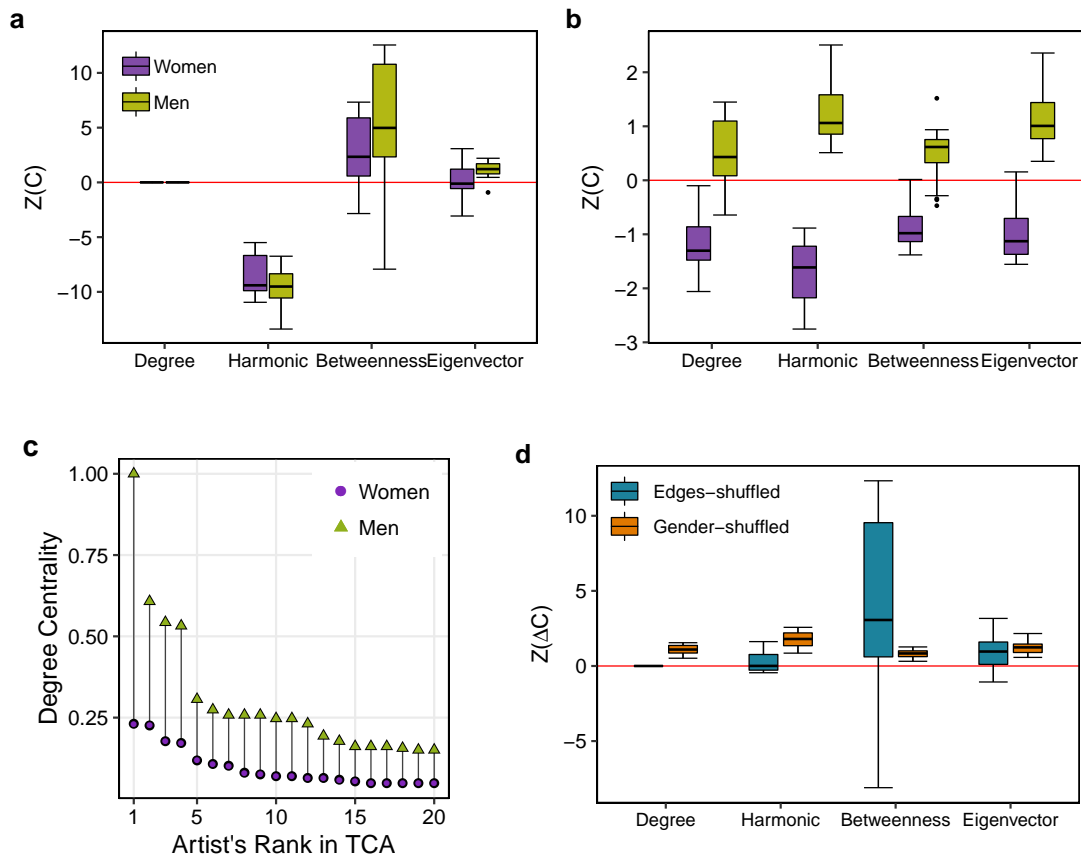 a
Z(C)
10
5
0
−5
−10
Women
Men
Degree Harmonic Betweenness Eigenvector
b
Z(C)
2
1
0
−1
−2
−3
Degree Harmonic Betweenness Eigenvector
c
Degree Centrality
1.00
0.75
0.50
0.25
Women
Men
1 5 10 15 20
Artist's Rank in TCA
d
Z(ΔC)
10
5
0
−5
Edges−shuffled
Gender−shuffled
Degree Harmonic Betweenness Eigenvector